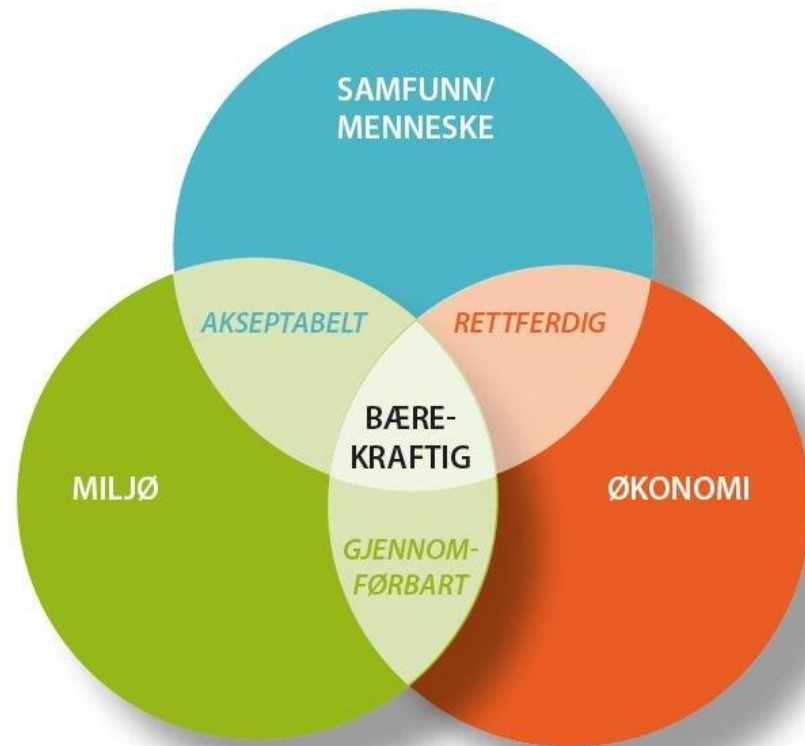 SAMFUNN/
MENNESKE
AKSEPTABELT
RETTFERDIG
BÆRE-
KRAFTIG
MILJØ
ØKONOMI
GJENNOM-
FØRBART